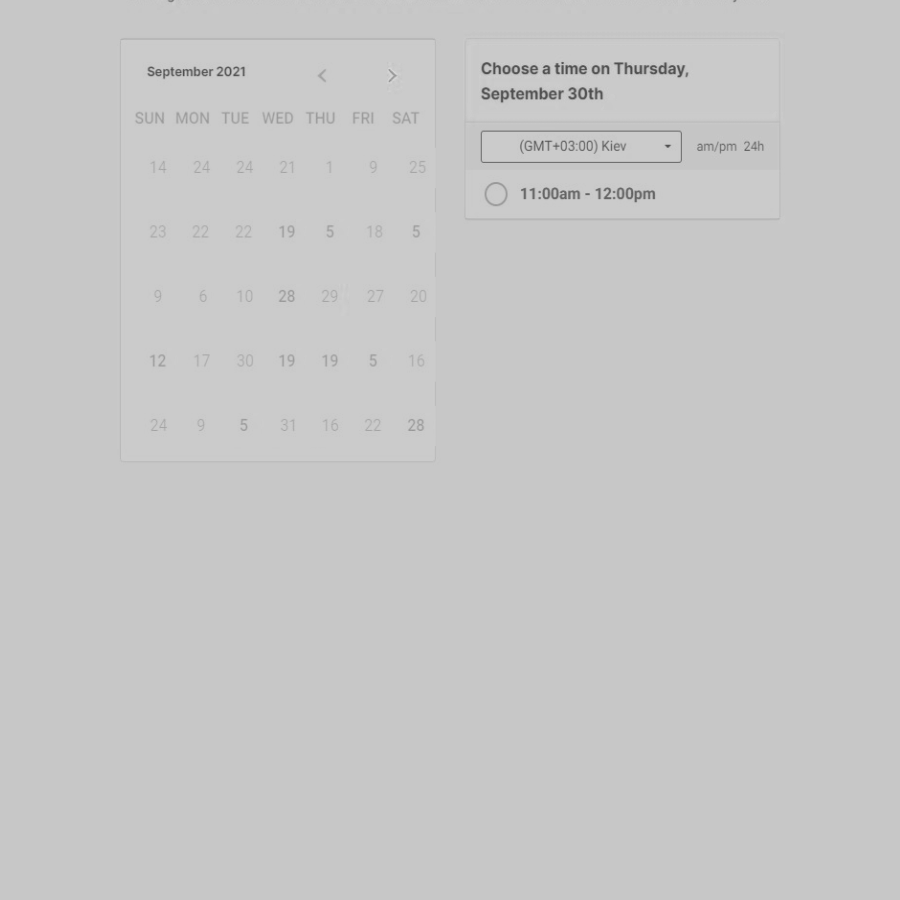 September 2021
SUN MON TUE WED THU FRI SAT
14 24 24 21 1 9 25
23 22 22 19 5 18 5
9 6 10 28 29 27 20
12 17 30 19 19 5 16
24 9 5 31 16 22 28
Choose a time on Thursday,
September 30th
(GMT+03:00) Kiev am/pm 24h
11:00am - 12:00pm